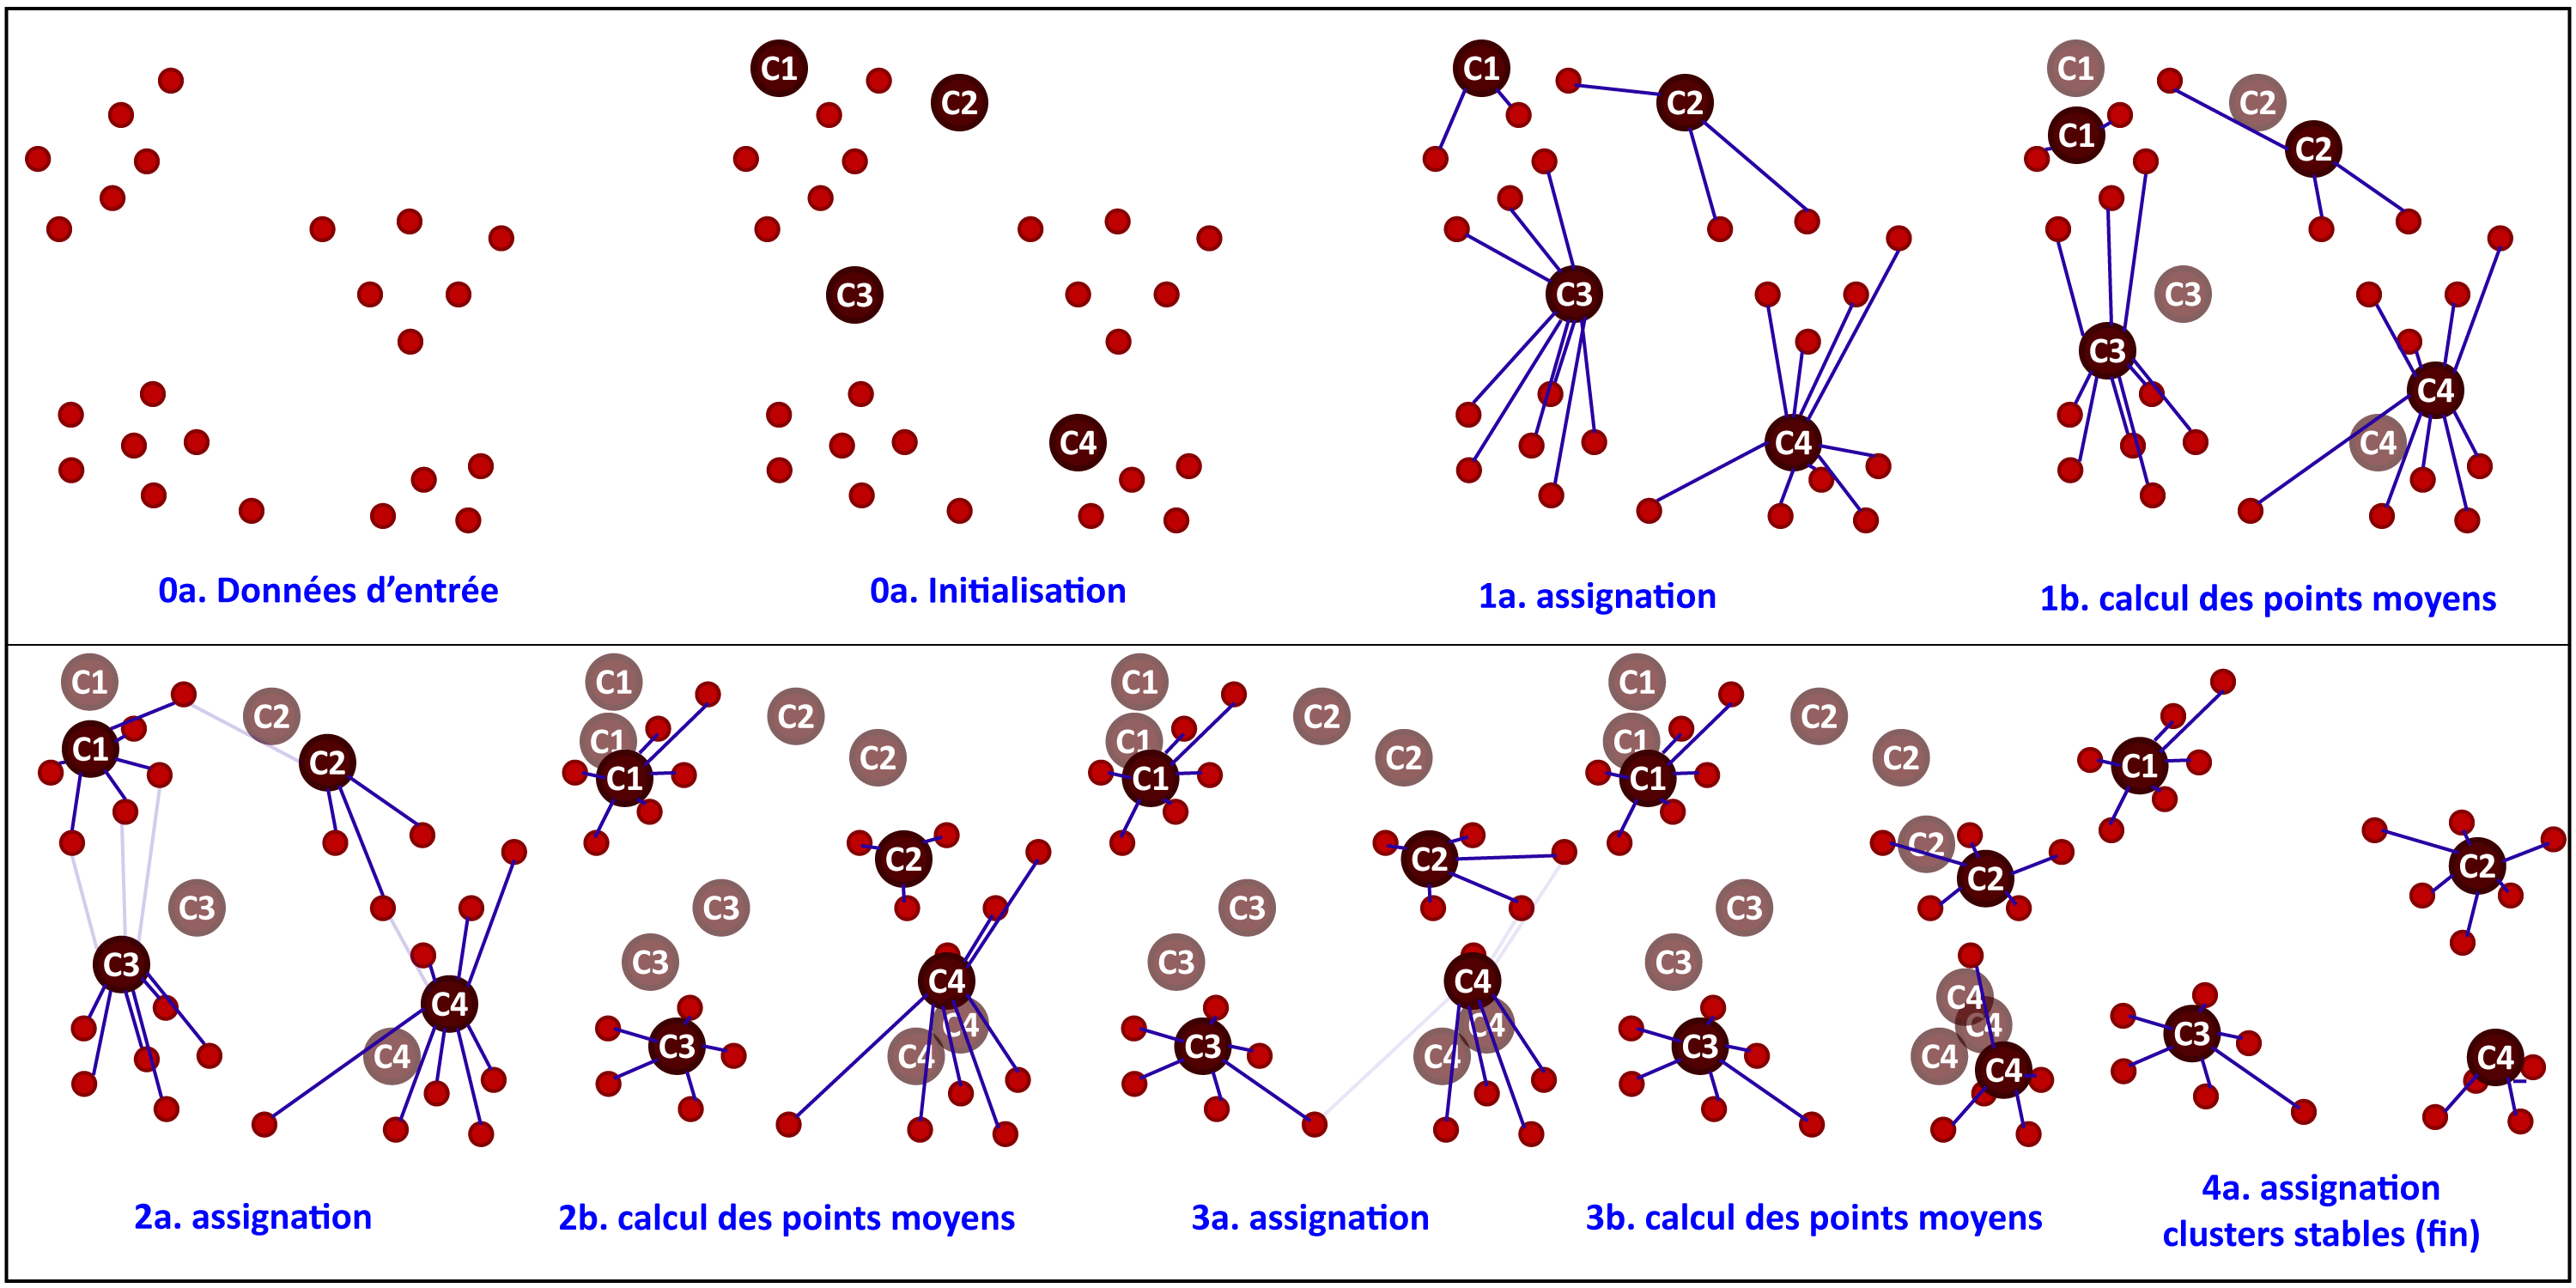 C1
C2
C3
C4
0a. Données d’entrée
0a. Initialisation
C1
C2
C3
C4
1a. assignation
C1
C2
C1
C2
C3
C3
C4
C4
1b. calcul des points moyens
C1
C2
C1
C2
C3
C3
C4
C4
2a. assignation
C1
C2
C1
C2
C1
C2
C3
C3
C4
C3
C4
C4
2b. calcul des points moyens
C1
C2
C1
C2
C1
C2
C3
C3
C4
C3
C4
C4
3a. assignation
C1
C2
C1
C2
C1
C2
C2
C3
C3
C4
C4
C3
C4
C4
3b. calcul des points moyens
C1
C2
C3
C4
4a. assignation
clusters stables (fin)